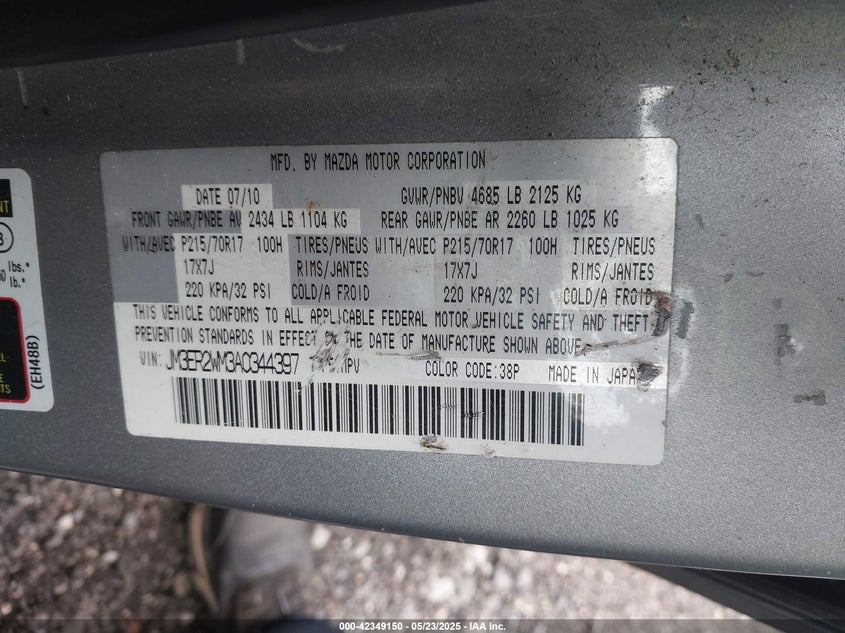 MFD. BY MAZDA MOTOR CORPORATION
DATE 07/10 GVWR/PNBV 4685 LB 2125 KG
FRONT GAWR/PNBE AV 2434 LB 1104 KG REAR GAWR/PNBE AR 2260 LB 1025 KG
WITH/AVEC P215/70R17 100H TIRES/PNEUS WITH/AVEC P215/70R17 100H TIRES/PNEUS
17X7J RIMS/JANTES 17X7J RIMS/JANTES
220 KPA/32 PSI COLD/A FROID 220 KPA/32 PSI COLD/A FROID
THIS VEHICLE CONFORMS TO ALL APPLICABLE FEDERAL MOTOR VEHICLE SAFETY AND THEFT
PREVENTION STANDARDS IN EFFECT ON THE DATE OF MANUFACTURE SHOWN ABOVE.
VIN: JM3ER2WM3A0344397 MPV COLOR CODE:38P MADE IN JAPAN
(EH48B)
lbs.*
lb.*
000-42349150 - 05/23/2025 - IAA Inc.